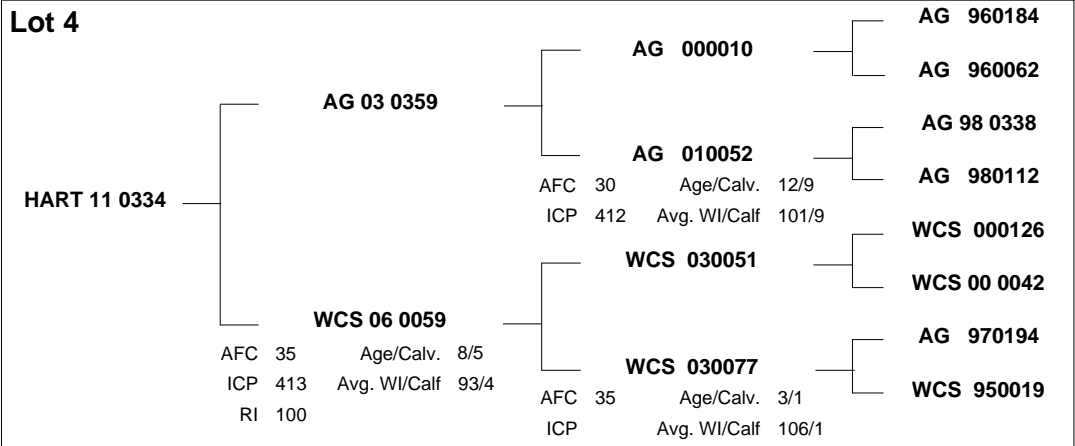 Lot 4
AG 960184
AG 000010
AG 960062
AG 03 0359
AG 98 0338
AG 010052
AG 980112
AFC 30 Age/Calv. 12/9
HART 11 0334
ICP 412 Avg. WI/Calf 101/9
WCS 000126
WCS 030051
WCS 00 0042
WCS 06 0059
AG 970194
AFC 35 Age/Calv. 8/5
WCS 030077
ICP 413 Avg. WI/Calf 93/4
WCS 950019
AFC 35 Age/Calv. 3/1
RI 100
ICP Avg. WI/Calf 106/1